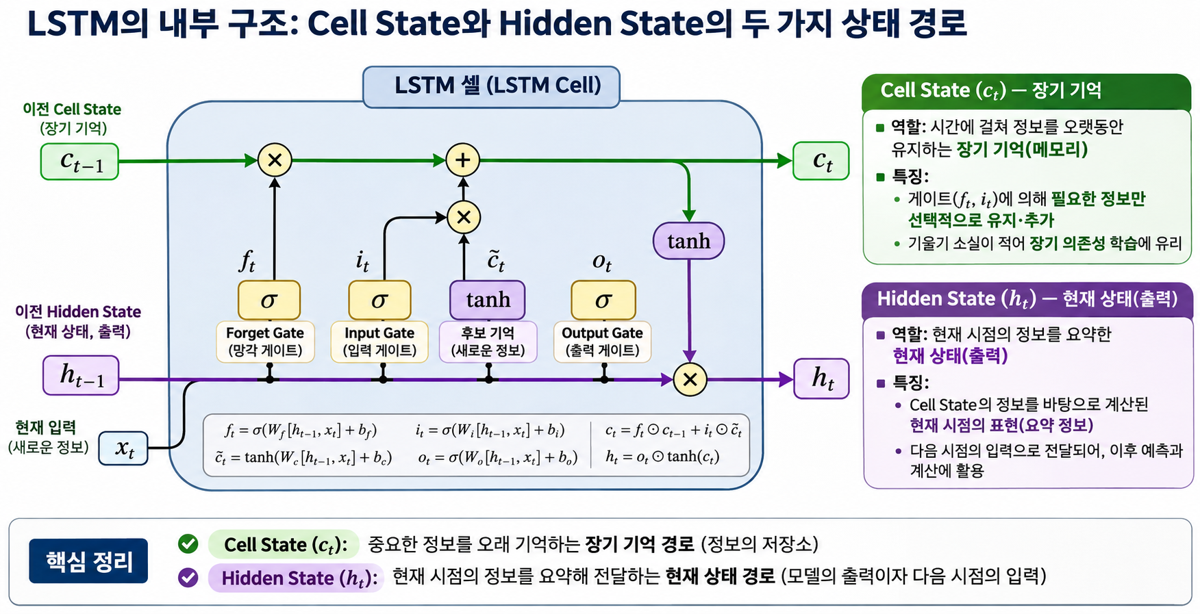 LSTM의 내부 구조: Cell State와 Hidden State의 두 가지 상태 경로
LSTM 셀 (LSTM Cell)
이전 Cell State
(장기 기억)
c_{t-1}
×
+
c_t
×
tanh
f_t
i_t
c̃_t
o_t
σ
σ
tanh
σ
Forget Gate
(망각 게이트)
Input Gate
(입력 게이트)
후보 기억
(새로운 정보)
Output Gate
(출력 게이트)
이전 Hidden State
(현재 상태, 출력)
h_{t-1}
×
h_t
현재 입력
(새로운 정보)
x_t
f_t = σ(W_f [h_{t-1}, x_t] + b_f)
i_t = σ(W_i [h_{t-1}, x_t] + b_i)
c_t = f_t ⊙ c_{t-1} + i_t ⊙ c̃_t
c̃_t = tanh(W_c [h_{t-1}, x_t] + b_c)
o_t = σ(W_o [h_{t-1}, x_t] + b_o)
h_t = o_t ⊙ tanh(c_t)
Cell State (c_t) — 장기 기억
■ 역할: 시간에 걸쳐 정보를 오랫동안
유지하는 장기 기억(메모리)
■ 특징:
• 게이트(f_t, i_t)에 의해 필요한 정보만
선택적으로 유지·추가
• 기울기 소실이 적어 장기 의존성 학습에 유리
Hidden State (h_t) — 현재 상태(출력)
■ 역할: 현재 시점의 정보를 요약한
현재 상태(출력)
■ 특징:
• Cell State의 정보를 바탕으로 계산된
현재 시점의 표현(요약 정보)
• 다음 시점의 입력으로 전달되어, 이후 예측과
계산에 활용
핵심 정리
Cell State (c_t): 중요한 정보를 오래 기억하는 장기 기억 경로 (정보의 저장소)
Hidden State (h_t): 현재 시점의 정보를 요약해 전달하는 현재 상태 경로 (모델의 출력이자 다음 시점의 입력)